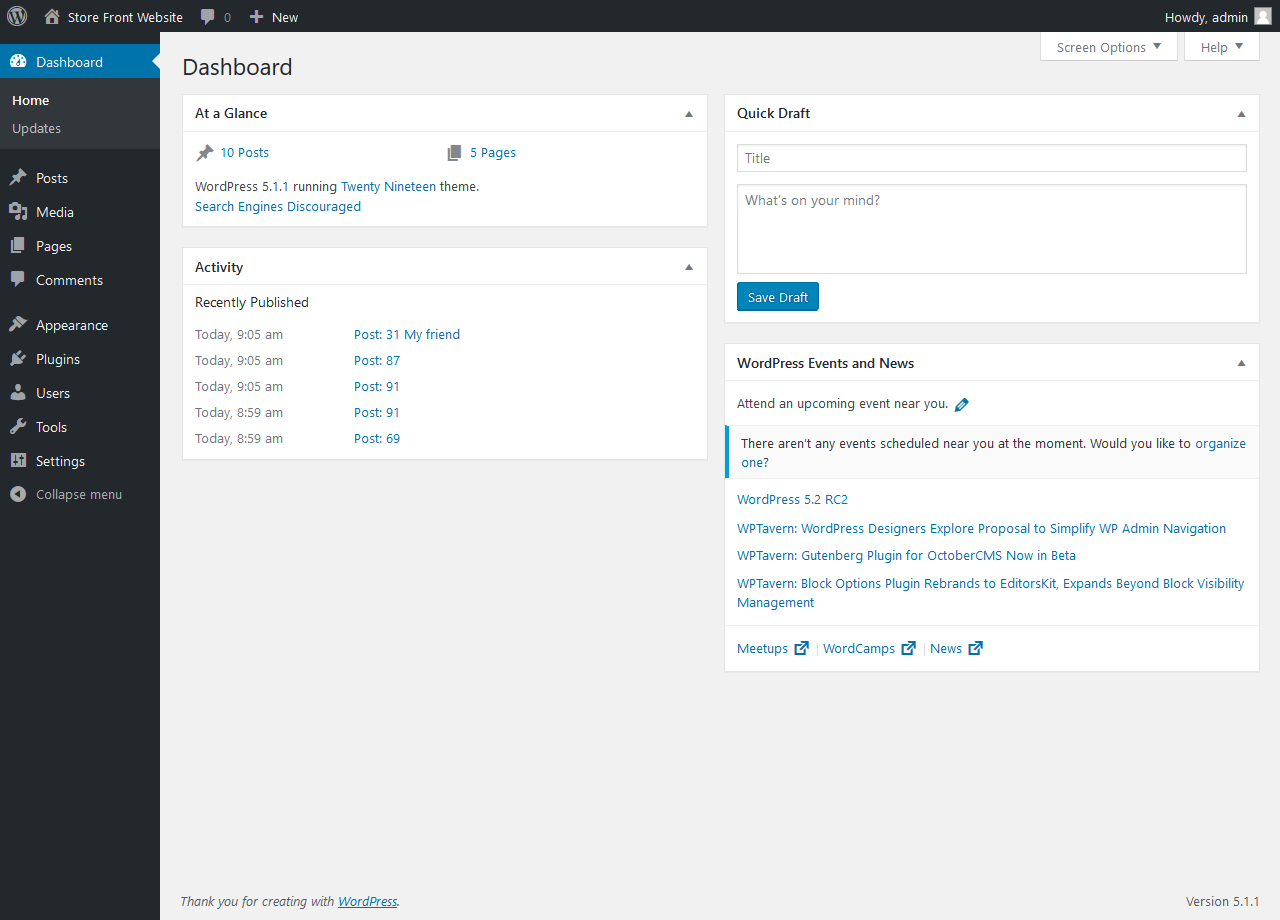 Store Front Website 0 New Howdy, admin
Dashboard
Home
Updates
Posts
Media
Pages
Comments
Appearance
Plugins
Users
Tools
Settings
Collapse menu
Screen Options Help
Dashboard
At a Glance
10 Posts 5 Pages
WordPress 5.1.1 running Twenty Nineteen theme.
Search Engines Discouraged
Activity
Recently Published
Today, 9:05 am Post: 31 My friend
Today, 9:05 am Post: 87
Today, 9:05 am Post: 91
Today, 8:59 am Post: 91
Today, 8:59 am Post: 69
Quick Draft
Title
What's on your mind?
Save Draft
WordPress Events and News
Attend an upcoming event near you.
There aren't any events scheduled near you at the moment. Would you like to organize
one?
WordPress 5.2 RC2
WPTavern: WordPress Designers Explore Proposal to Simplify WP Admin Navigation
WPTavern: Gutenberg Plugin for OctoberCMS Now in Beta
WPTavern: Block Options Plugin Rebrands to EditorsKit, Expands Beyond Block Visibility
Management
Meetups | WordCamps | News
Thank you for creating with WordPress. Version 5.1.1